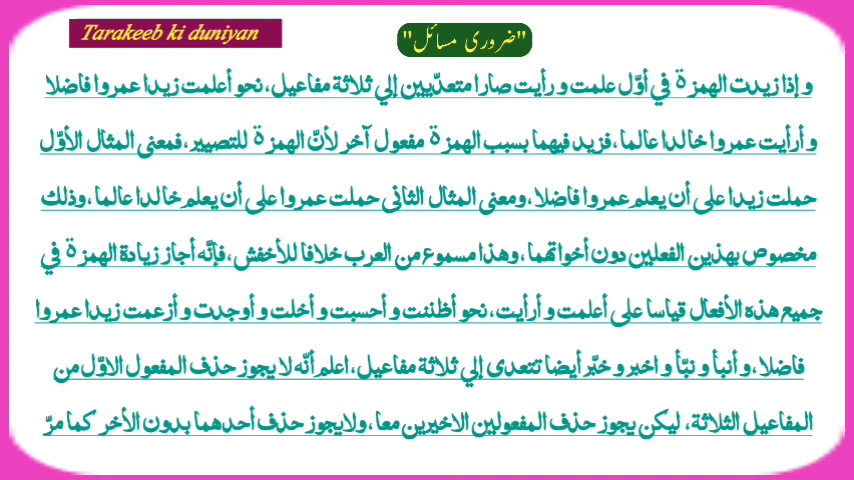 Tarakeeb ki duniyan
"ضروری مسائل"
و إذا زيدت الهمزة في أوّل علمت و رأيت صارا متعدّيين إلي ثلاثة مفاعيل، نحو أعلمت زيدا عمروا فاضلا
و أرأيت عمروا خالدا عالما، فزيد فيهما بسبب الهمزة مفعول آخر لأنّ الهمزة للتصيير، فمعنى المثال الأوّل
حملت زيدا على أن يعلم عمروا فاضلا، ومعنى المثال الثانى حملت عمروا على أن يعلم خالدا عالما، وذلك
مخصوص بهذين الفعلين دون أخواتهما، وهذا مسموع من العرب خلافا للأخفش، فإنّه أجاز زيادة الهمزة في
جميع هذه الأفعال قياسا على أعلمت و أرأيت، نحو أظننت و أحسبت و أخلت و أوجدت و أزعمت زيدا عمروا
فاضلا، و أنبأ و نبّأ و اخبر و خبّر أيضا تتعدى إلي ثلاثة مفاعيل، اعلم أنّه لا يجوز حذف المفعول الاوّل من
المفاعيل الثلاثة، ليكن يجوز حذف المفعولين الاخيرين معا، ولايجوز حذف أحدهما بدون الأخر كما مرّ